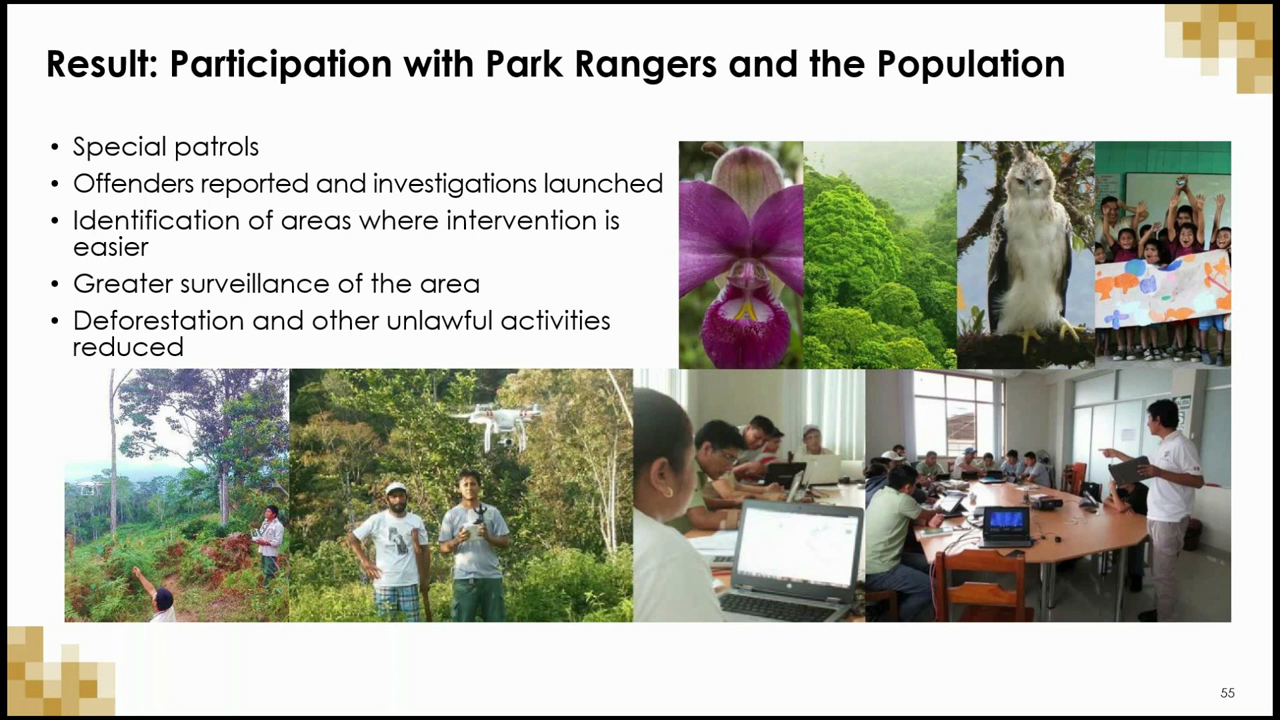 Result: Participation with Park Rangers and the Population
• Special patrols
• Offenders reported and investigations launched
• Identification of areas where intervention is
easier
• Greater surveillance of the area
• Deforestation and other unlawful activities
reduced
55